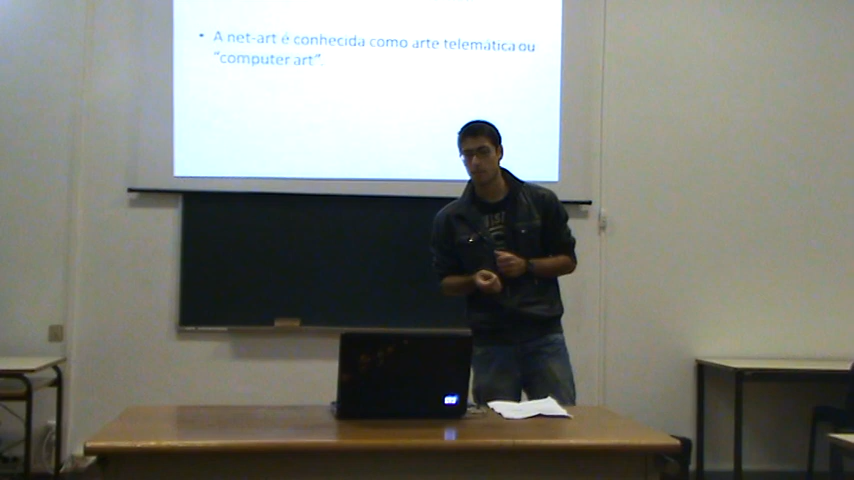 • A net-art é conhecida como arte telemática ou
“computer art”.